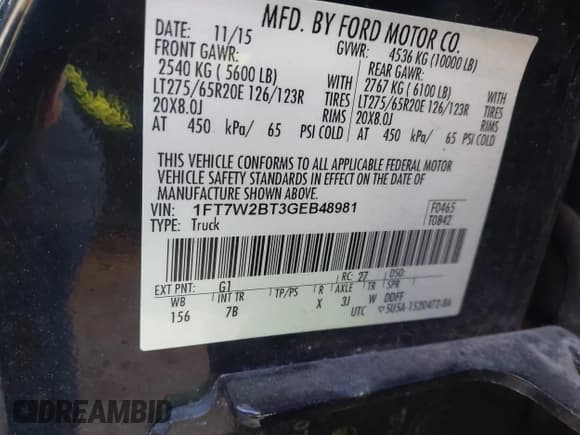 MFD. BY FORD MOTOR CO.
DATE: 11/15 GVWR: 4536 KG (10000 LB)
FRONT GAWR: REAR GAWR:
2540 KG ( 5600 LB) WITH 2767 KG ( 6100 LB) WITH
LT275/65R20E 126/123R TIRES LT275/65R20E 126/123R TIRES
20X8.0J RIMS 20X8.0J RIMS
AT 450 kPa/ 65 PSI COLD AT 450 kPa/ 65 PSI COLD
THIS VEHICLE CONFORMS TO ALL APPLICABLE FEDERAL MOTOR
VEHICLE SAFETY STANDARDS IN EFFECT ON THE DATE OF
MANUFACTURE SHOWN ABOVE.
VIN: 1FT7W2BT3GEB48981 F0465
TYPE: Truck T0842
EXT PNT: G1 RC: 27 DSO:
WB INT TR TP/PS R AXLE TR SPR
156 7B X 3J W DDFF
UTC
DREAMBID